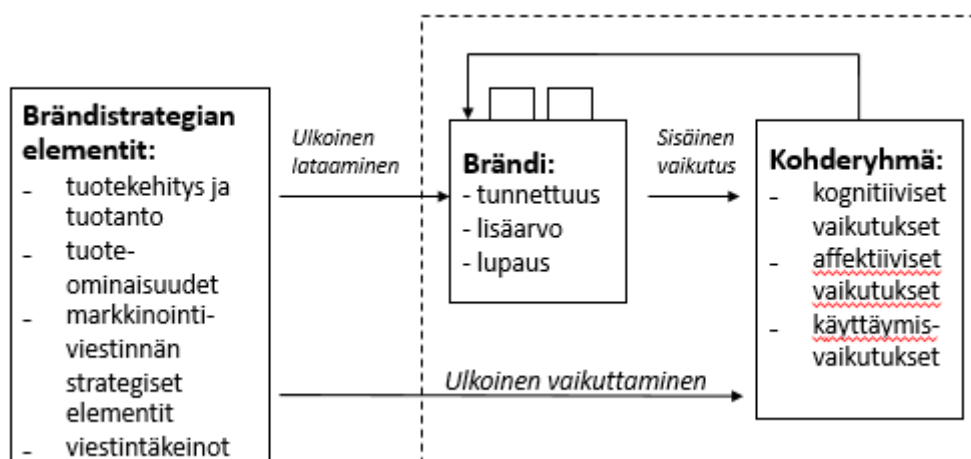 Brändistrategian
elementit:
- tuotekehitys ja
tuotanto
- tuote-
ominaisuudet
- markkinointi-
viestinnän
strategiset
elementit
- viestintäkeinot
Ulkoinen
lataaminen
Brändi:
- tunnettuus
- lisäarvo
- lupaus
Sisäinen
vaikutus
Kohderyhmä:
- kognitiiviset
vaikutukset
- affektiiviset
vaikutukset
- käyttäymis-
vaikutukset
Ulkoinen vaikuttaminen